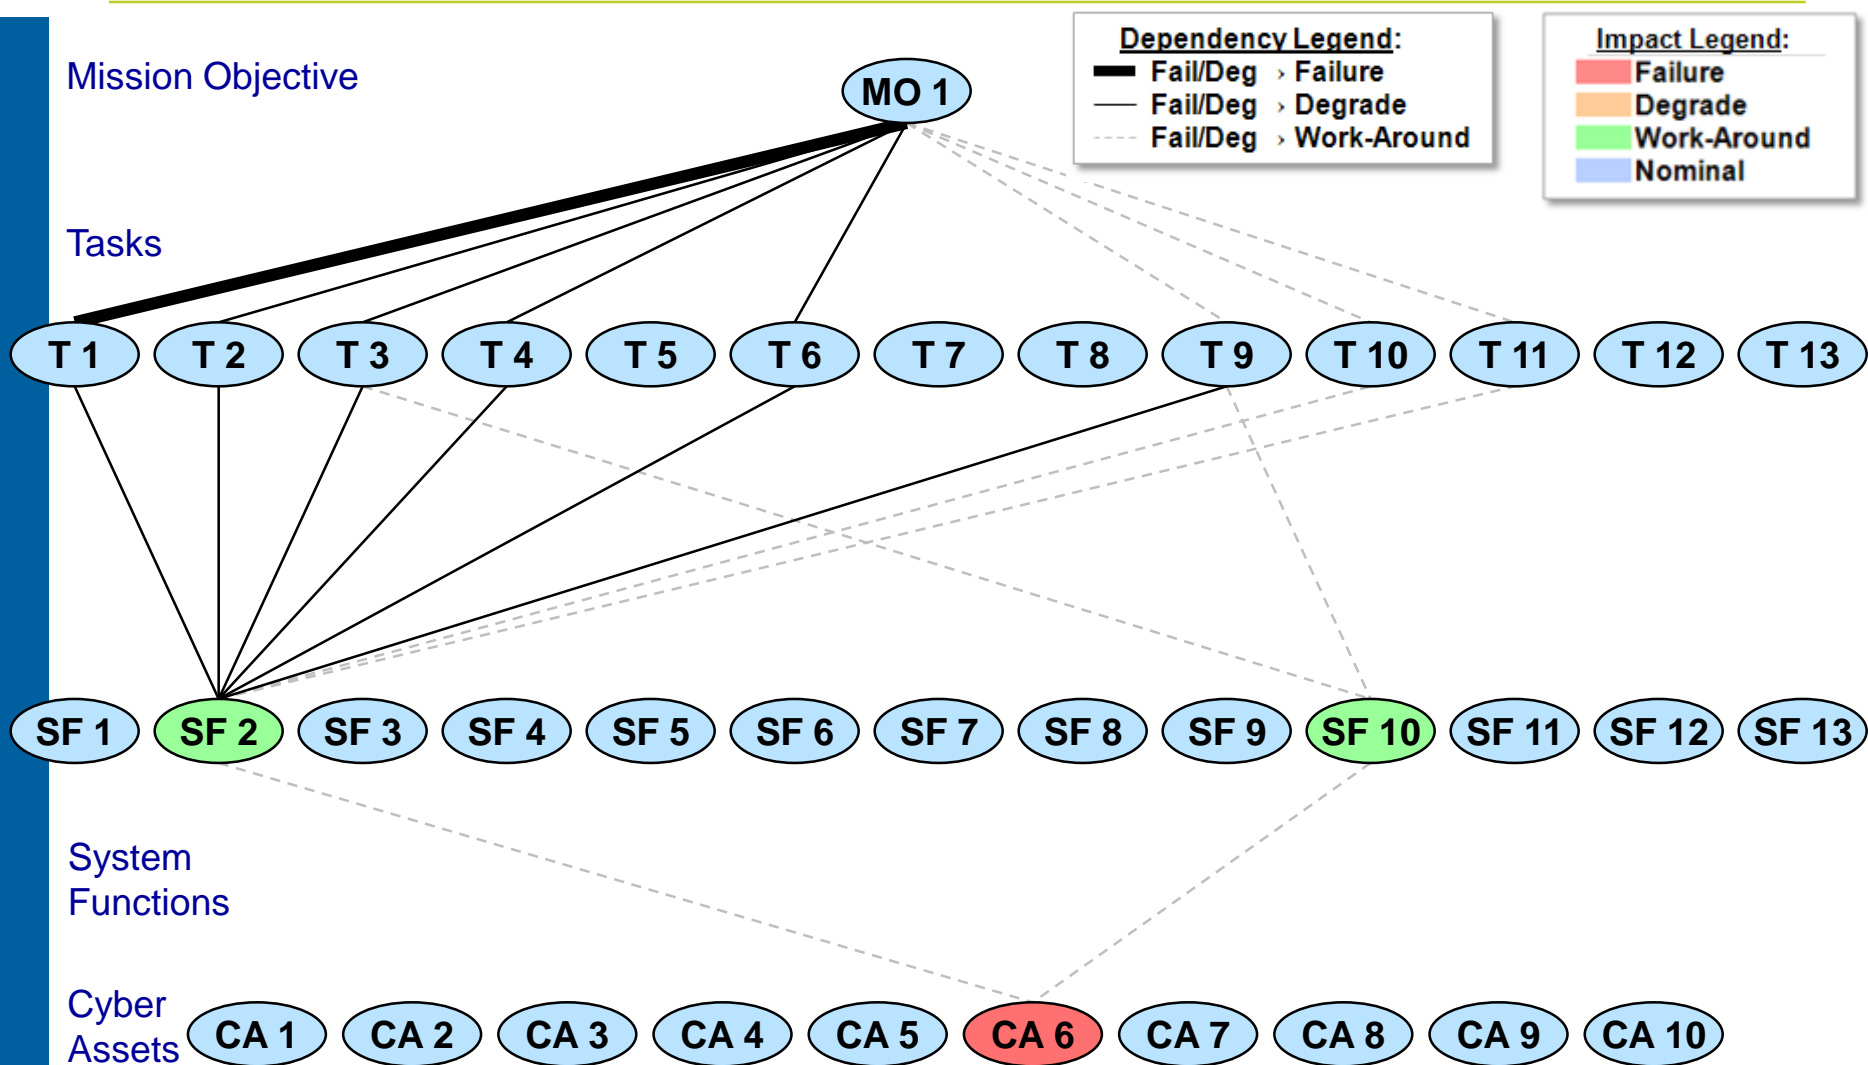 Dependency Legend:
Fail/Deg › Failure
Fail/Deg › Degrade
Fail/Deg › Work-Around
Impact Legend:
Failure
Degrade
Work-Around
Nominal
Mission Objective
MO 1
Tasks
T 1 T 2 T 3 T 4 T 5 T 6 T 7 T 8 T 9 T 10 T 11 T 12 T 13
SF 1 SF 2 SF 3 SF 4 SF 5 SF 6 SF 7 SF 8 SF 9 SF 10 SF 11 SF 12 SF 13
System
Functions
Cyber
Assets
CA 1 CA 2 CA 3 CA 4 CA 5 CA 6 CA 7 CA 8 CA 9 CA 10